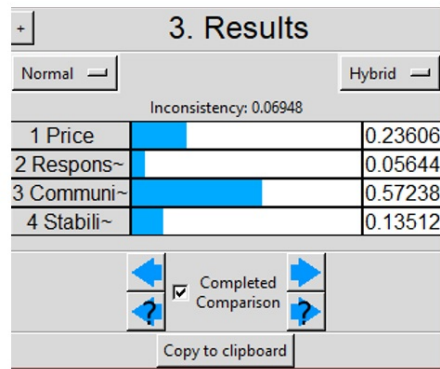 + 3. Results
Normal Hybrid
Inconsistency: 0.06948
1 Price 0.23606
2 Respons~ 0.05644
3 Communi~ 0.57238
4 Stabili~ 0.13512
Completed
Comparison
? ?
Copy to clipboard